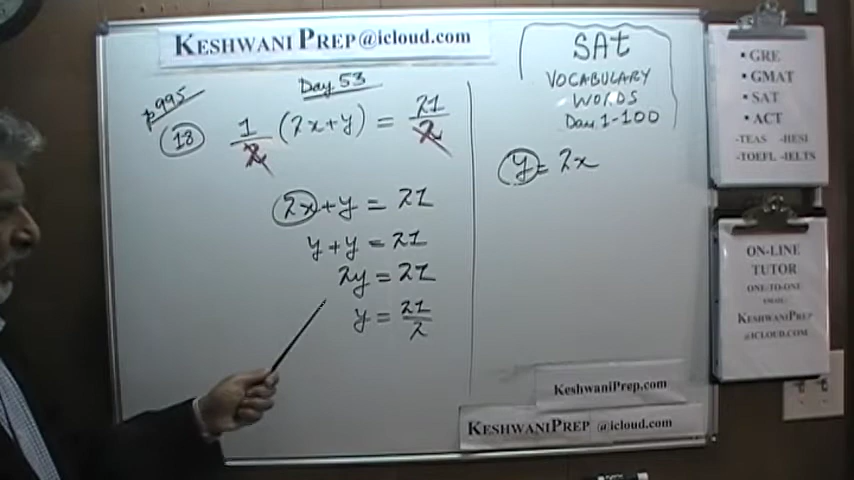 KESHWANI PREP@iCloud.com
Day 53
p995
18
1/2 (2x+y) = 21/2
2x+y = 21
y+y = 21
2y = 21
y = 21/2
SAt
VOCABULARY
WORDS
Day 1-100
y = 2x
• GRE
• GMAT
• SAT
• ACT
-TEAS -HESI
-TOEFL -IELTS
ON-LINE
TUTOR
ONE-TO-ONE
EMAIL:
KESHWANIPREP
@iCLOUD.COM
KeshwaniPrep.com
KESHWANIPREP @icloud.com